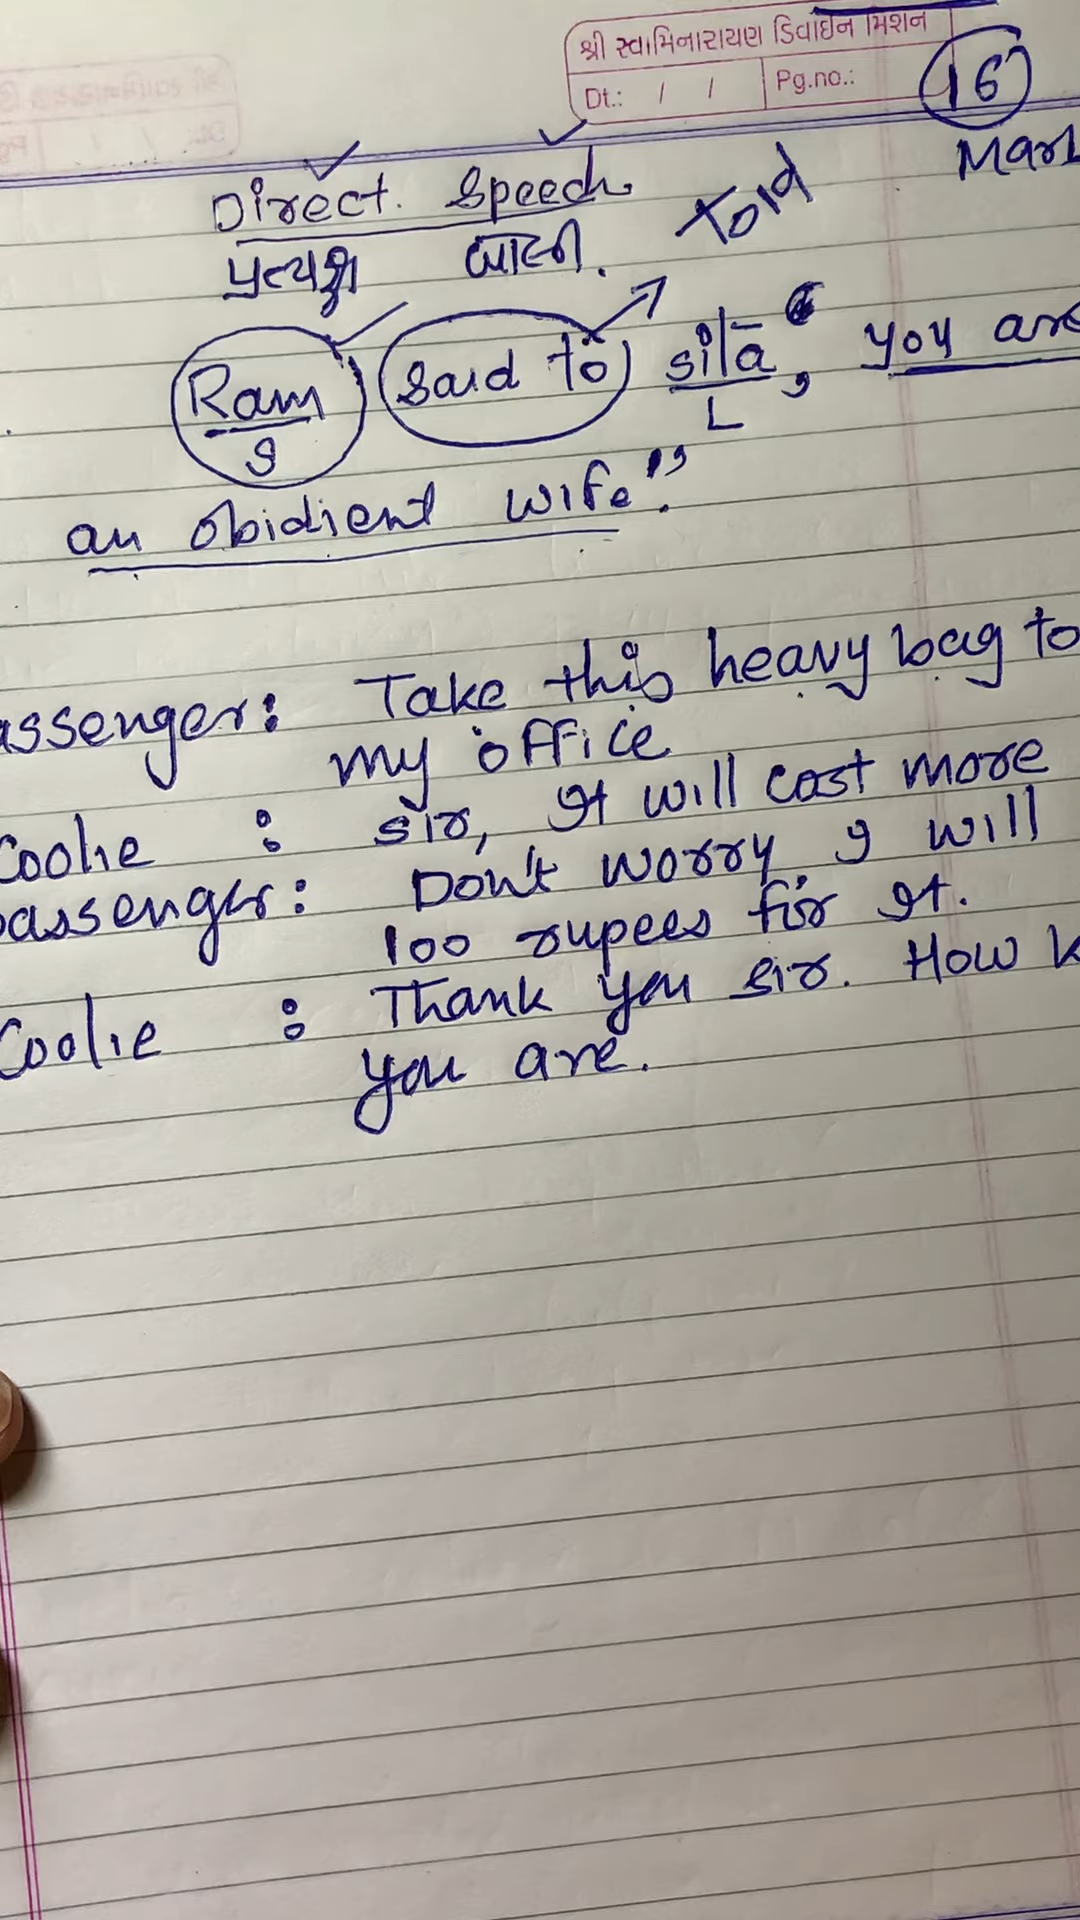 શ્રી સ્વામિનારાયણ ડિવાઇન મિશન
Dt.: / / Pg.no.:
16
Mark
Direct. Speech
પ્રત્યક્ષ બોલી.
Told
Ram said to sita, " you are
I L
an obidient wife".
assenger: Take this heavy bag to
my office
Coolie : sir, It will cost more
passenger: Don't worry I will
100 rupees for It.
Coolie : Thank you sir. How k
you are.